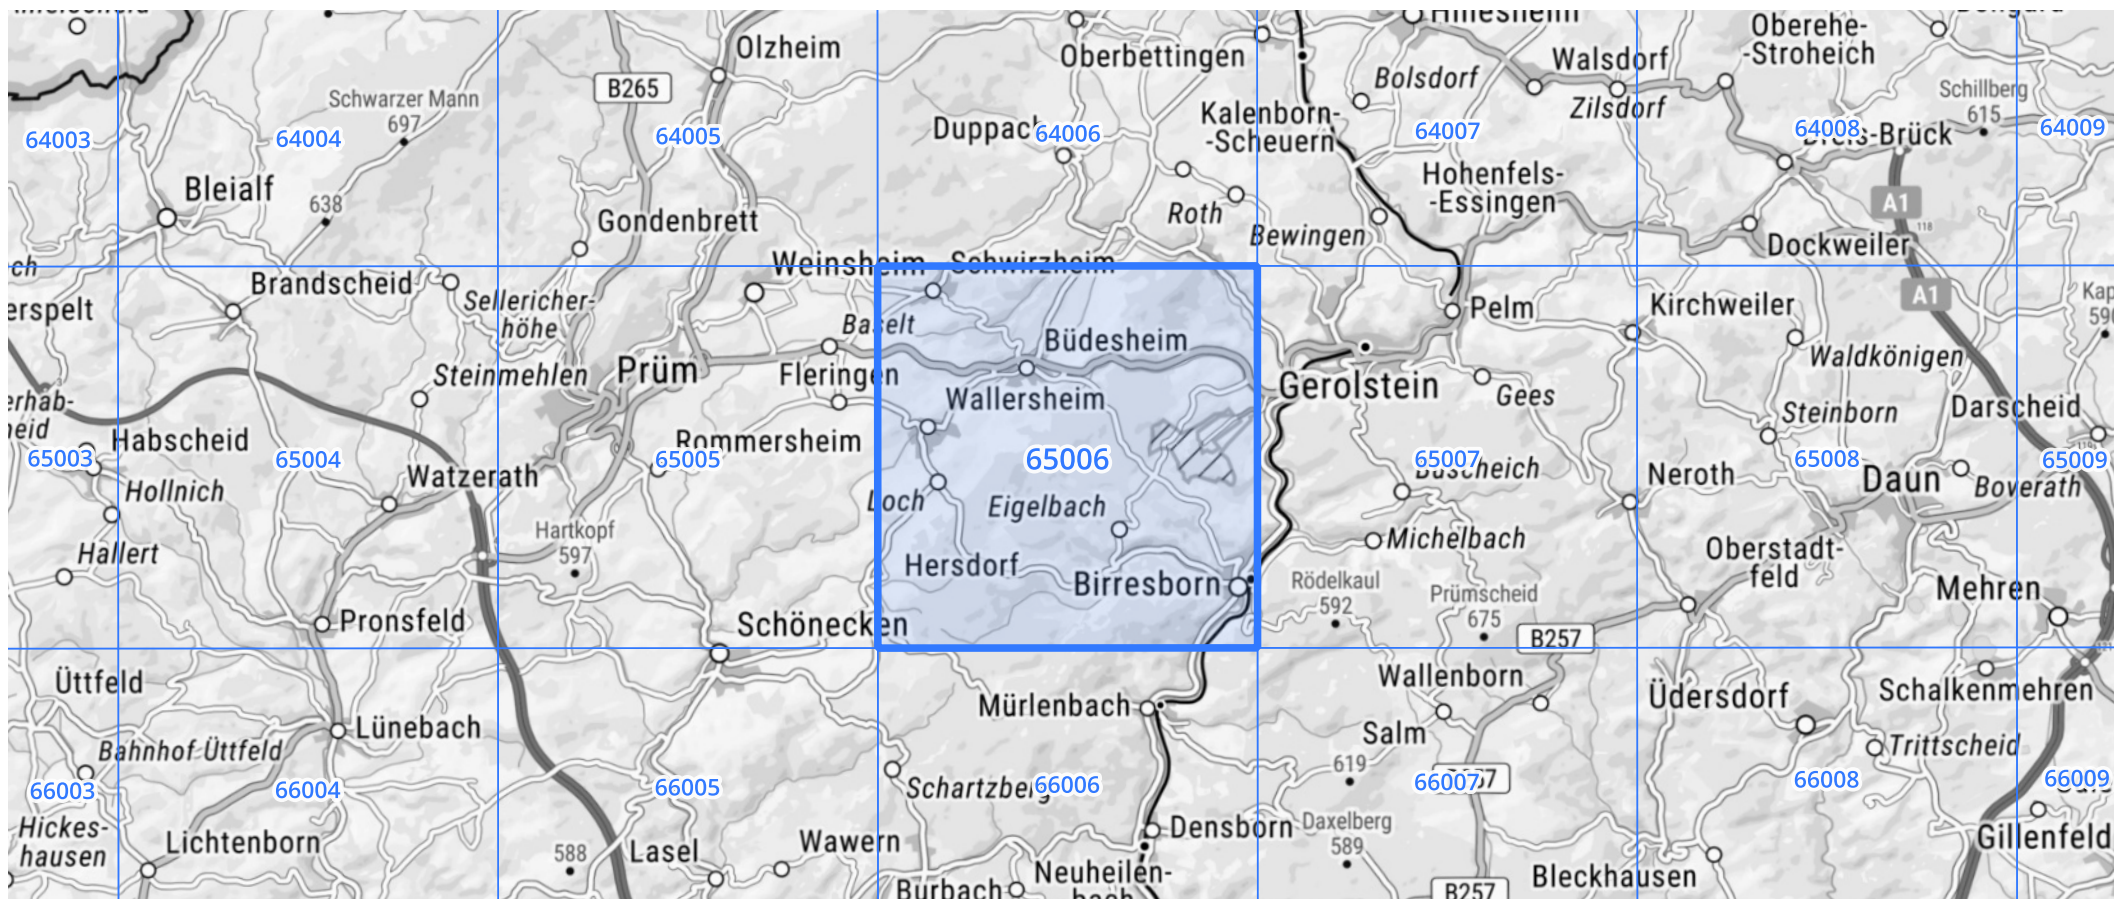 Olzheim
B265
Schwarzer Mann
697
64003
64004
64005
Bleialf
638
Gondenbrett
Oberbettingen
64006
Roth
Kalenborn-
-Scheuern
Bolsdorf
Walsdorf
Zilsdorf
64007
Hohenfels-
-Essingen
Bewingen
Oberehe-
-Stroheich
Schillberg
615
64008
64009
A1
118
Dockweiler
Weinsheim
Schwirzheim
Brandscheid
Sellericher-
höhe
Baselt
Büdesheim
Pelm
Kirchweiler
A1
Waldkönigen
Steinmehlen
Prüm
Fleringen
Wallersheim
Gerolstein
Gees
Steinborn
Darscheid
Habscheid
65003
65004
Rommersheim
65005
65006
65007
65008
65009
Watzerath
Hollnich
Loch
Eigelbach
Neroth
Daun
Boverath
Hallert
Hartkopf
597
Hersdorf
Birresborn
Michelbach
Rödelkaul
592
Prümscheid
675
Oberstadt-
feld
Mehren
Pronsfeld
Schönecken
B257
Üttfeld
Mürlenbach
Wallenborn
Üdersdorf
Schalkenmehren
Lünebach
Bahnhof Üttfeld
Salm
Trittscheid
66003
66004
66005
Schartzberg
66006
619
66007
66008
66009
Hickes-
hausen
Lichtenborn
588
Lasel
Wawern
Densborn
Daxelberg
589
Gillenfeld
Burbach
Neuheilen-
B257
Bleckhausen